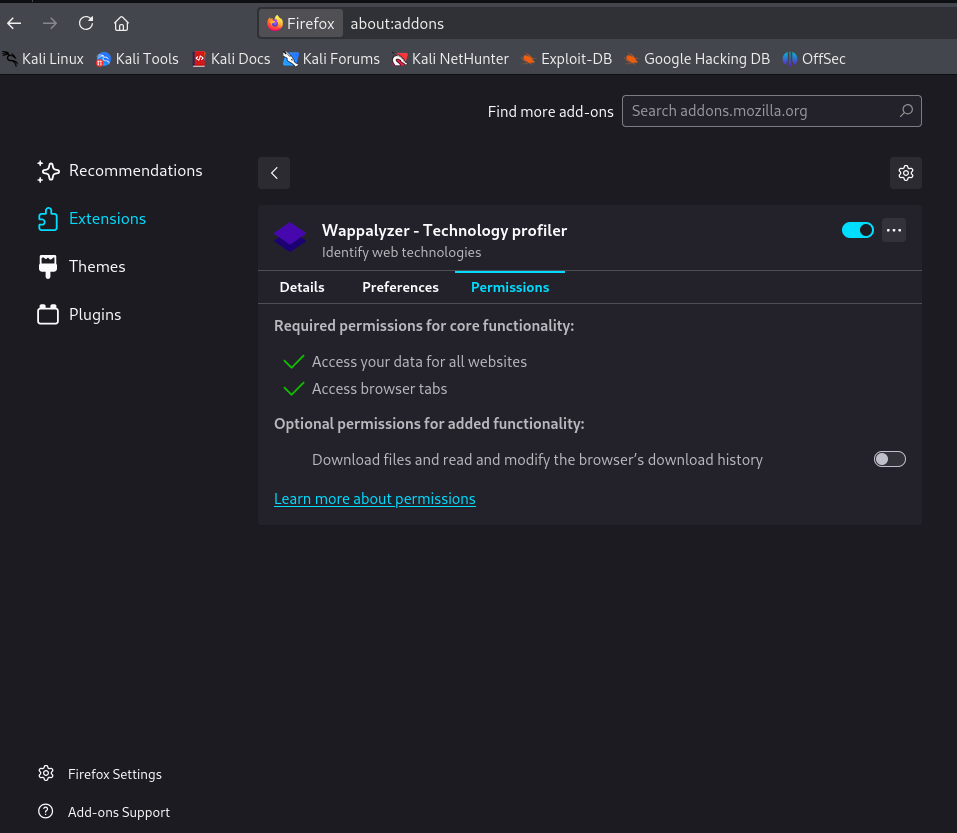 Firefox about:addons
Kali Linux Kali Tools Kali Docs Kali Forums Kali NetHunter Exploit-DB Google Hacking DB OffSec
Find more add-ons Search addons.mozilla.org
Recommendations
Extensions
Themes
Plugins
Wappalyzer - Technology profiler
Identify web technologies
Details Preferences Permissions
Required permissions for core functionality:
Access your data for all websites
Access browser tabs
Optional permissions for added functionality:
Download files and read and modify the browser’s download history
Learn more about permissions
Firefox Settings
Add-ons Support